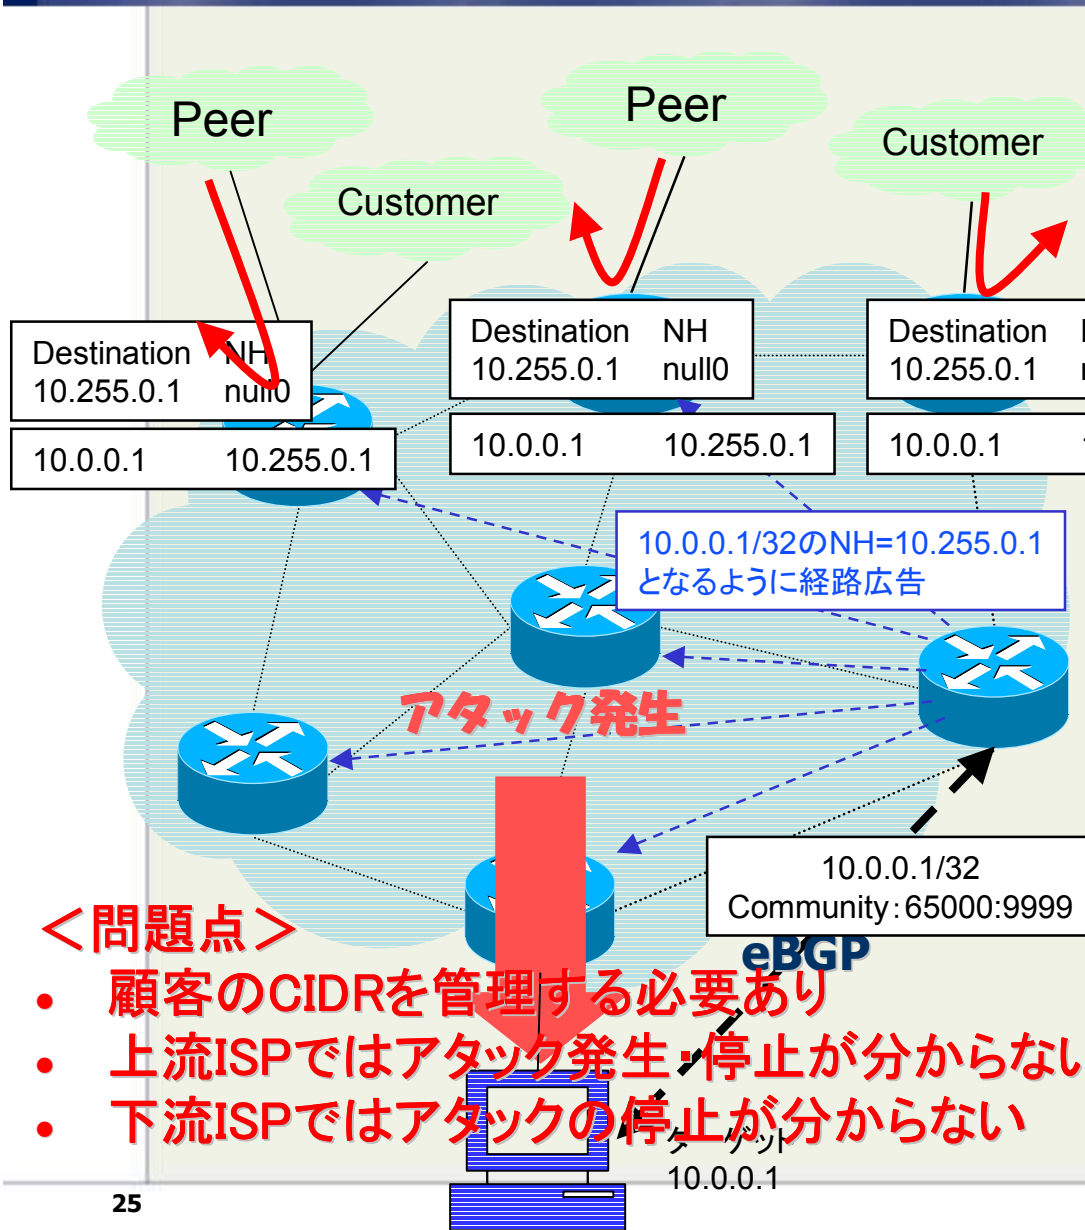 Peer
Peer
Customer
Customer
Destination NH
10.255.0.1 null0
10.0.0.1 10.255.0.1
Destination NH
10.255.0.1 null0
10.0.0.1 10.255.0.1
Destination
10.255.0.1
10.0.0.1
10.0.0.1/32のNH=10.255.0.1
となるように経路広告
アタック発生
10.0.0.1/32
Community：65000:9999
eBGP
＜問題点＞
• 顧客のCIDRを管理する必要あり
• 上流ISPではアタック発生・停止が分からない
• 下流ISPではアタックの停止が分からない
ターゲット
10.0.0.1
25